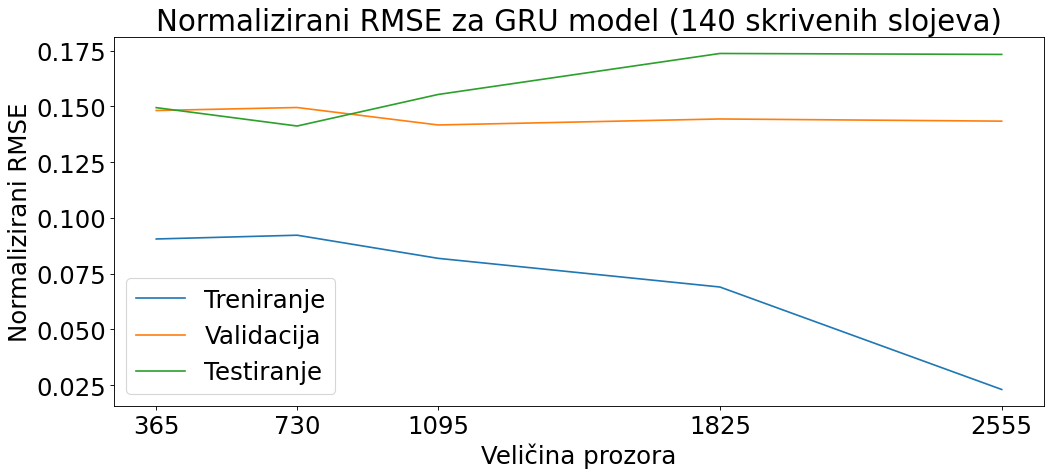 Normalizirani RMSE za GRU model (140 skrivenih slojeva)
Normalizirani RMSE
0.175
0.150
0.125
0.100
0.075
0.050
0.025
Treniranje
Validacija
Testiranje
365 730 1095 1825 2555
Veličina prozora